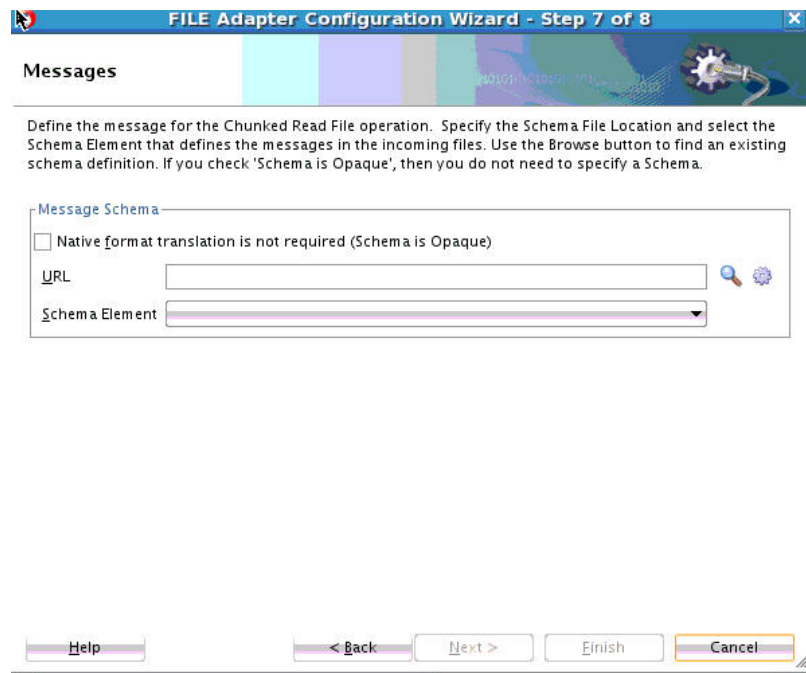 FILE Adapter Configuration Wizard - Step 7 of 8
Messages
Define the message for the Chunked Read File operation. Specify the Schema File Location and select the
Schema Element that defines the messages in the incoming files. Use the Browse button to find an existing
schema definition. If you check 'Schema is Opaque', then you do not need to specify a Schema.
Message Schema
Native format translation is not required (Schema is Opaque)
URL
Schema Element
Help
< Back
Next >
Finish
Cancel